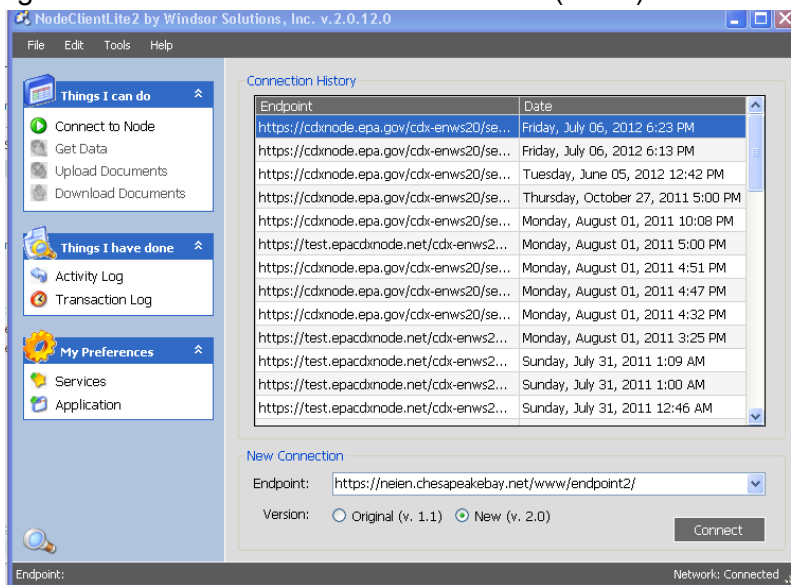 NodeClientLite2 by Windsor Solutions, Inc. v.2.0.12.0
File Edit Tools Help
Things I can do
Connect to Node
Get Data
Upload Documents
Download Documents
Things I have done
Activity Log
Transaction Log
My Preferences
Services
Application
Connection History
Endpoint Date
https://cdxnode.epa.gov/cdx-enws20/se... Friday, July 06, 2012 6:23 PM
https://cdxnode.epa.gov/cdx-enws20/se... Friday, July 06, 2012 6:13 PM
https://cdxnode.epa.gov/cdx-enws20/se... Tuesday, June 05, 2012 12:42 PM
https://cdxnode.epa.gov/cdx-enws20/se... Thursday, October 27, 2011 5:00 PM
https://cdxnode.epa.gov/cdx-enws20/se... Monday, August 01, 2011 10:08 PM
https://test.epacdxnode.net/cdx-enws2... Monday, August 01, 2011 5:00 PM
https://cdxnode.epa.gov/cdx-enws20/se... Monday, August 01, 2011 4:51 PM
https://cdxnode.epa.gov/cdx-enws20/se... Monday, August 01, 2011 4:47 PM
https://cdxnode.epa.gov/cdx-enws20/se... Monday, August 01, 2011 4:32 PM
https://test.epacdxnode.net/cdx-enws2... Monday, August 01, 2011 3:25 PM
https://test.epacdxnode.net/cdx-enws2... Sunday, July 31, 2011 1:09 AM
https://test.epacdxnode.net/cdx-enws2... Sunday, July 31, 2011 1:00 AM
https://test.epacdxnode.net/cdx-enws2... Sunday, July 31, 2011 12:46 AM
New Connection
Endpoint: https://neien.chesapeakebay.net/www/endpoint2/
Version: Original (v. 1.1) New (v. 2.0)
Connect
Endpoint: Network: Connected